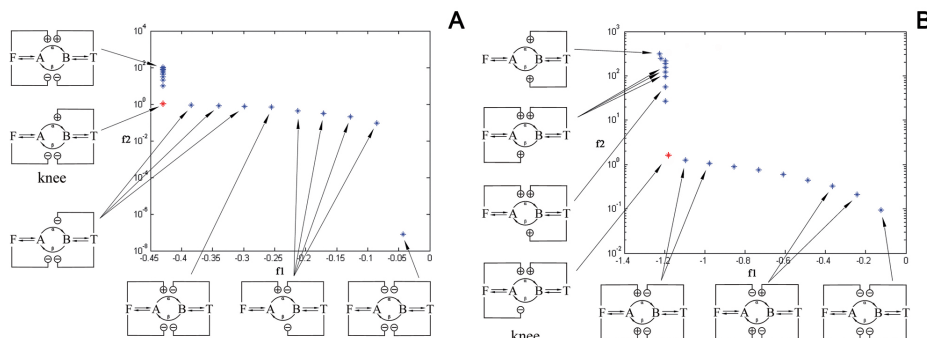 A
10^4
10^2
10^0
10^-2
10^-4
10^-6
10^-8
f2
-0.45 -0.4 -0.35 -0.3 -0.25 -0.2 -0.15 -0.1 -0.05 0
f1
⊕ ⊕
α
F A B T
β
⊖ ⊖
⊕
α
F A B T
β
⊖ ⊖
knee
⊖
α
F A B T
β
⊖ ⊖
⊕ ⊖
α
F A B T
β
⊖ ⊖
⊕ ⊖
α
F A B T
β
⊖
⊖ ⊖
α
F A B T
β
⊖ ⊖
B
10^3
10^2
10^1
10^0
10^-1
10^-2
f2
-1.4 -1.2 -1 -0.8 -0.6 -0.4 -0.2 0
f1
⊕
α
F A B T
β
⊕
⊕ ⊕
α
F A B T
β
⊕
⊕ ⊕
α
F A B T
β
⊕
⊕ ⊕
α
F A B T
β
⊖
knee
⊕ ⊖
α
F A B T
β
⊕ ⊖
⊖ ⊕
α
F A B T
β
⊕ ⊖
⊖
α
F A B T
β
⊖ ⊖